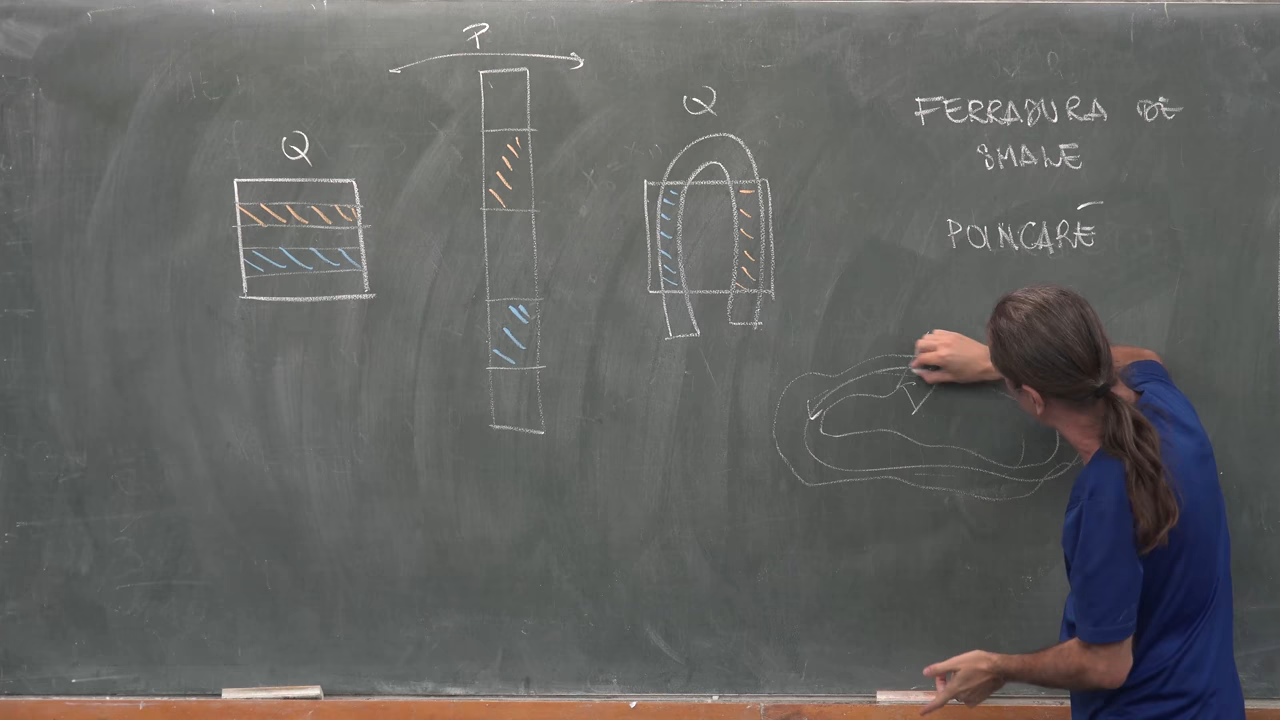 P
Q
Q
FERRADURA DE
SMALE
POINCARÉ